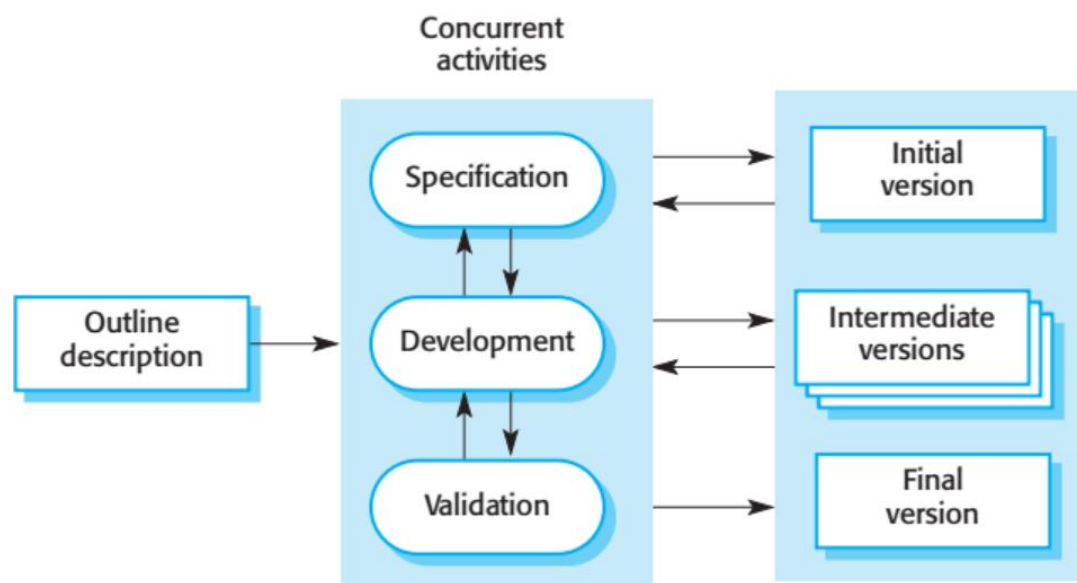 Concurrent
activities
Specification
Initial
version
Outline
description
Development
Intermediate
versions
Validation
Final
version